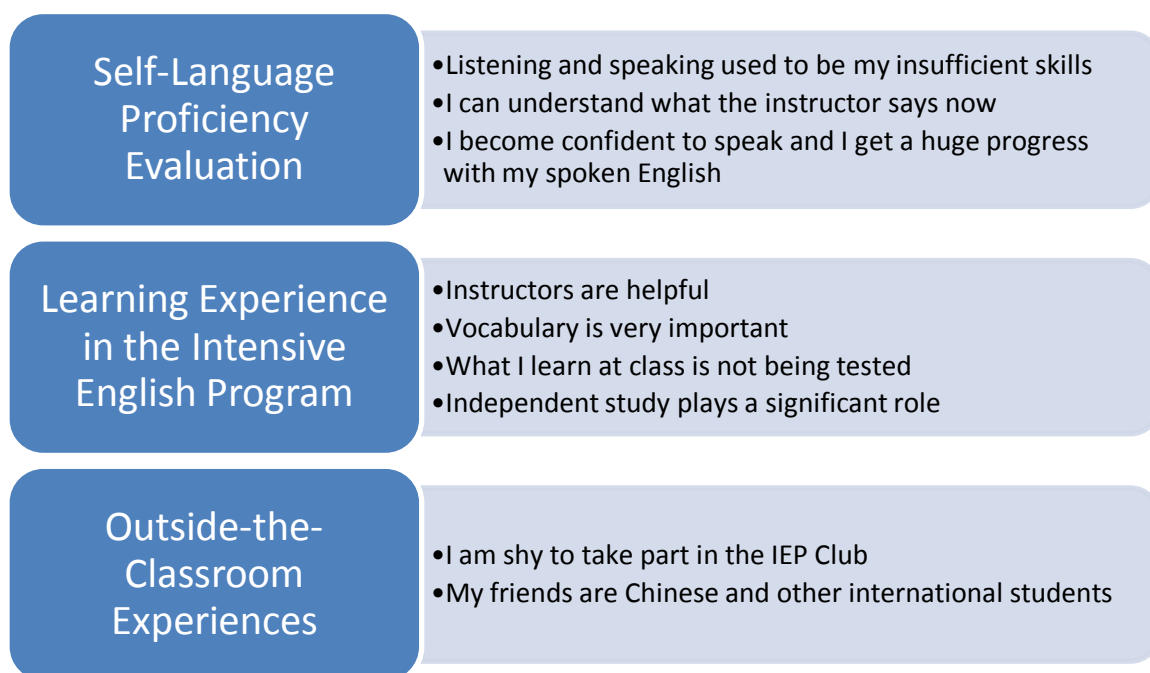 Self-Language
Proficiency
Evaluation
•Listening and speaking used to be my insufficient skills
•I can understand what the instructor says now
•I become confident to speak and I get a huge progress
with my spoken English
Learning Experience
in the Intensive
English Program
•Instructors are helpful
•Vocabulary is very important
•What I learn at class is not being tested
•Independent study plays a significant role
Outside-the-
Classroom
Experiences
•I am shy to take part in the IEP Club
•My friends are Chinese and other international students